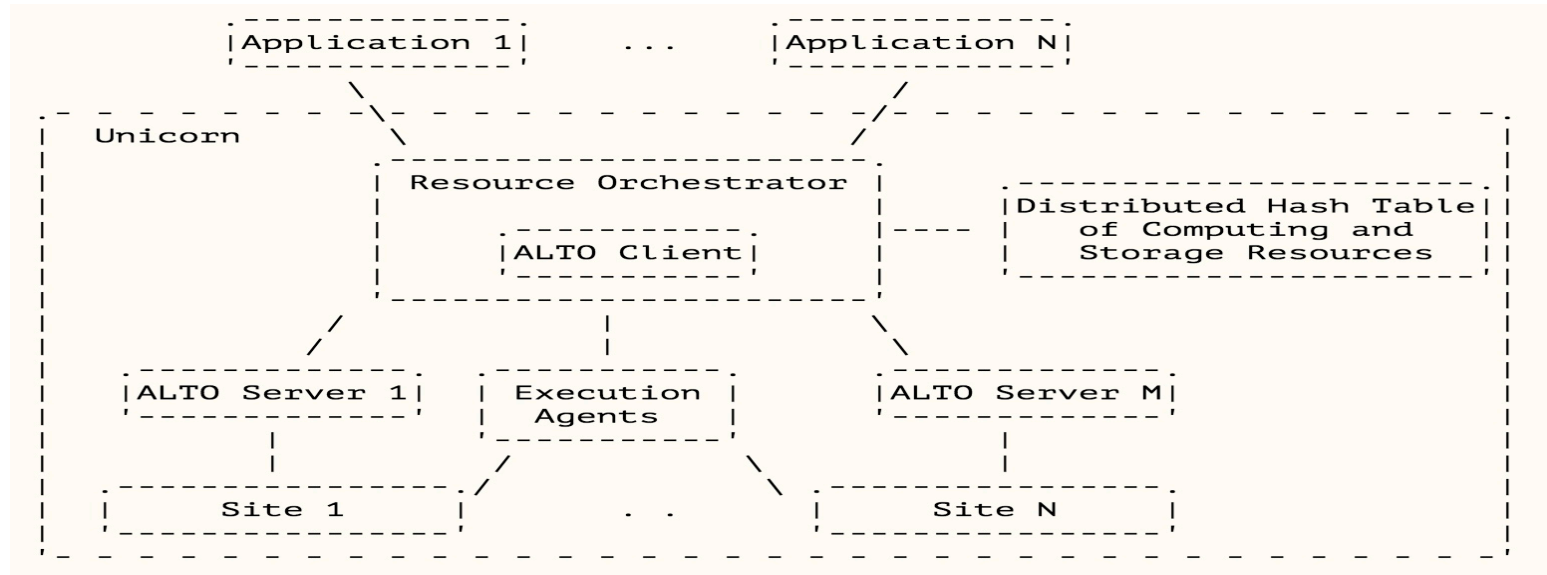 Application 1 ... Application N
Unicorn
Resource Orchestrator
Distributed Hash Table
of Computing and
ALTO Client
Storage Resources
ALTO Server 1
Execution
ALTO Server M
Agents
Site 1 . . Site N